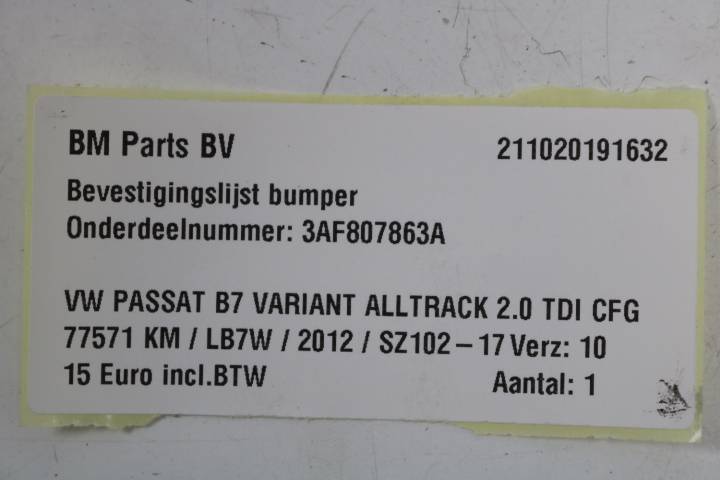 BM Parts BV 211020191632
Bevestigingslijst bumper
Onderdeelnummer: 3AF807863A
VW PASSAT B7 VARIANT ALLTRACK 2.0 TDI CFG
77571 KM / LB7W / 2012 / SZ102-17 Verz: 10
15 Euro incl.BTW Aantal: 1